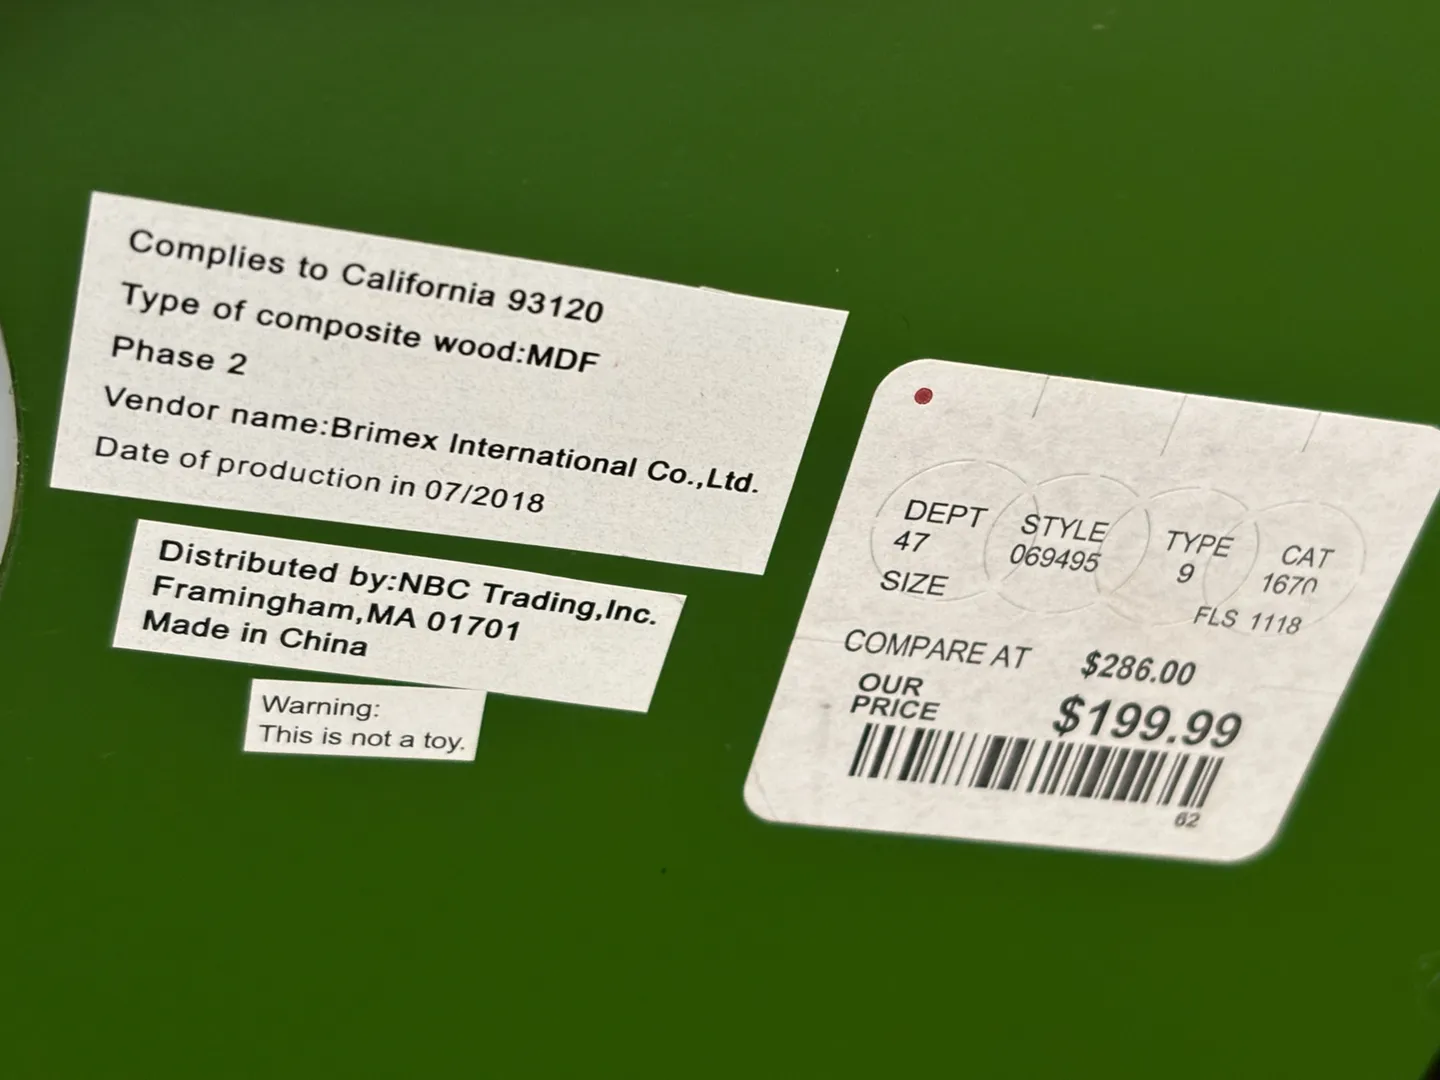 Complies to California 93120
Type of composite wood:MDF
Phase 2
Vendor name:Brimex International Co.,Ltd.
Date of production in 07/2018
Distributed by:NBC Trading,Inc.
Framingham,MA 01701
Made in China
Warning:
This is not a toy.
DEPT STYLE TYPE CAT
47 069495 9 1670
SIZE
FLS 1118
COMPARE AT $286.00
OUR
PRICE $199.99
62